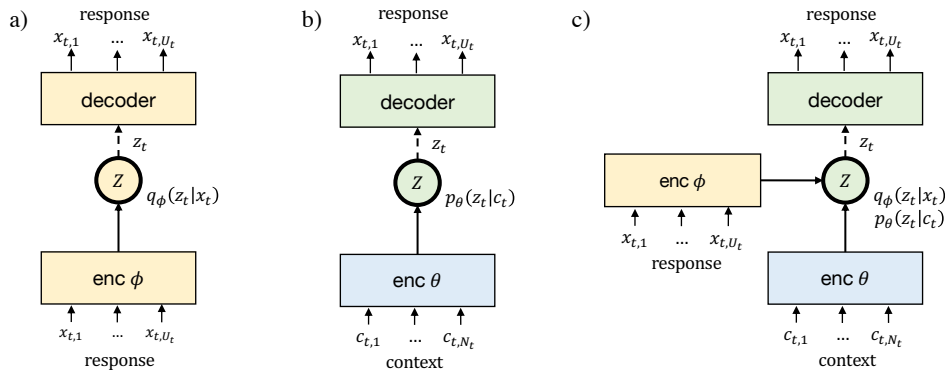 a)
response
x_{t,1} ... x_{t,U_t}
decoder
z_t
Z
q_ϕ(z_t|x_t)
enc ϕ
x_{t,1} ... x_{t,U_t}
response
b)
response
x_{t,1} ... x_{t,U_t}
decoder
z_t
Z
p_θ(z_t|c_t)
enc θ
c_{t,1} ... c_{t,N_t}
context
c)
response
x_{t,1} ... x_{t,U_t}
decoder
z_t
enc ϕ
x_{t,1} ... x_{t,U_t}
response
Z
q_ϕ(z_t|x_t)
p_θ(z_t|c_t)
enc θ
c_{t,1} ... c_{t,N_t}
context